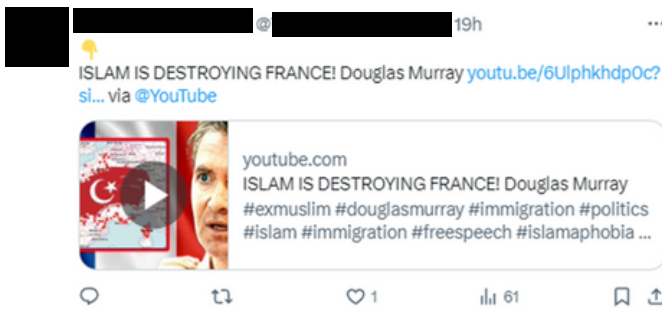 @ 19h ...
ISLAM IS DESTROYING FRANCE! Douglas Murray youtu.be/6Ulphkhdp0c?
si... via @YouTube
youtube.com
ISLAM IS DESTROYING FRANCE! Douglas Murray
#exmuslim #douglasmurray #immigration #politics
#islam #immigration #freespeech #islamaphobia ...
1 61